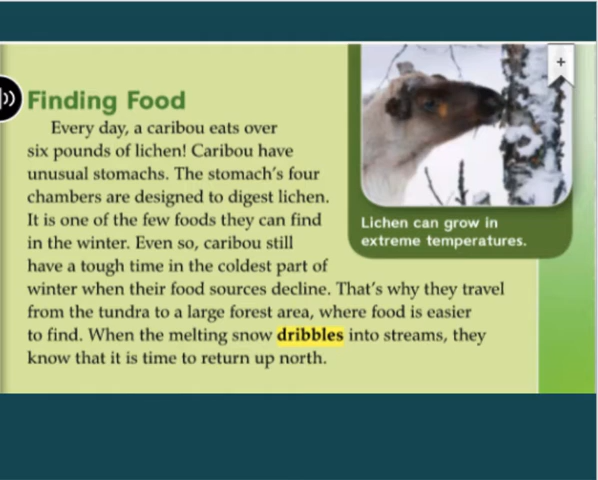 Finding Food
Every day, a caribou eats over
six pounds of lichen! Caribou have
unusual stomachs. The stomach's four
chambers are designed to digest lichen.
It is one of the few foods they can find
in the winter. Even so, caribou still
have a tough time in the coldest part of
winter when their food sources decline. That's why they travel
from the tundra to a large forest area, where food is easier
to find. When the melting snow dribbles into streams, they
know that it is time to return up north.
Lichen can grow in
extreme temperatures.